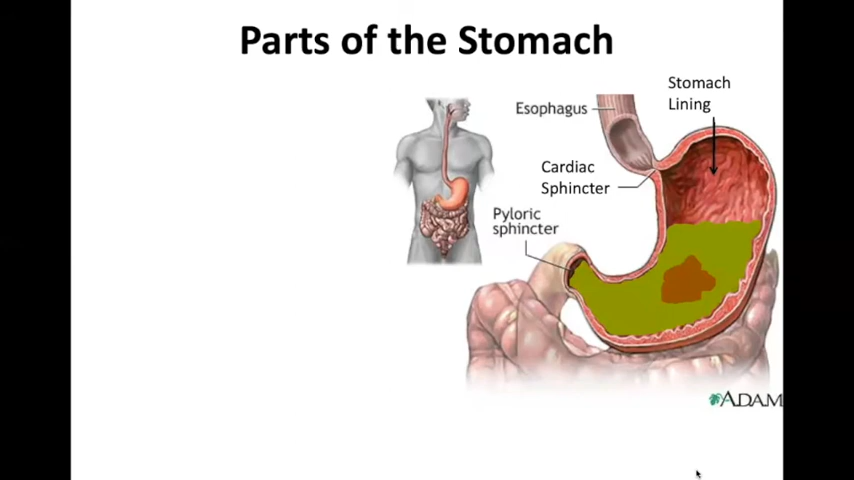 Parts of the Stomach
Stomach
Lining
Esophagus
Cardiac
Sphincter
Pyloric
sphincter
ADAM